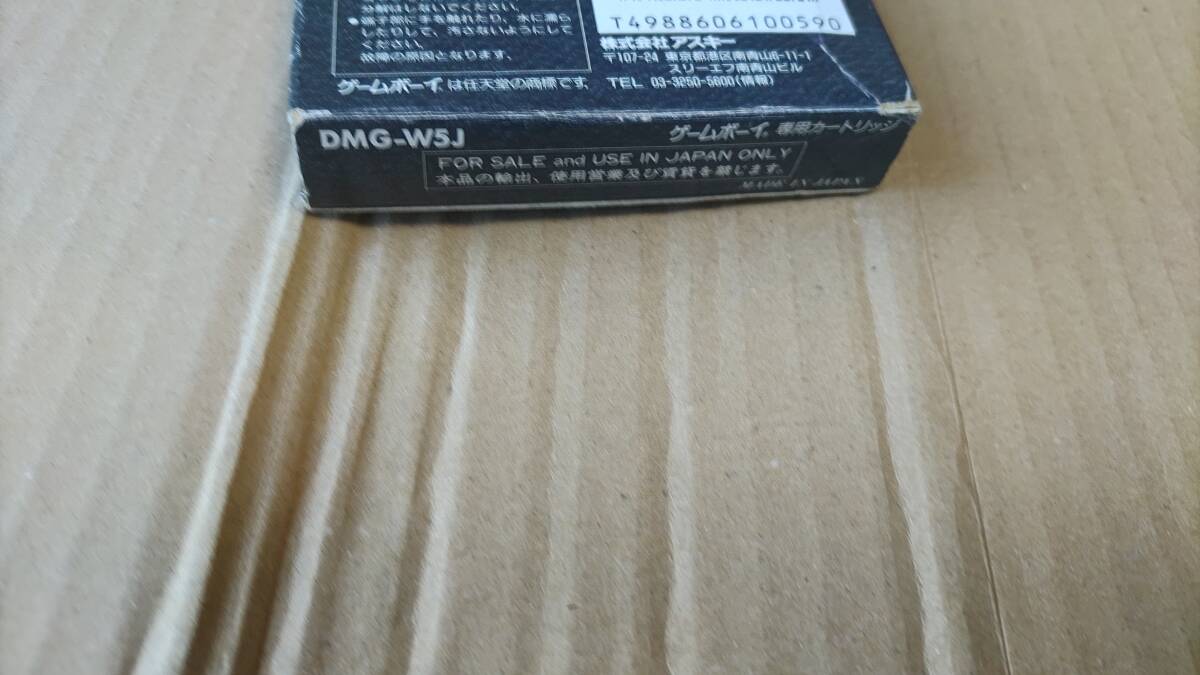 分解はしないでください。
●端子部に手を触れたり、水に濡ら
したりして、汚さないようにして
ください。
故障の原因となります。
T4988606100590
株式会社アスキー
〒107-24 東京都港区南青山6-11-1
スリーエフ南青山ビル
ゲームボーイは任天堂の商標です。
TEL 03-3250-5600(情報)
DMG-W5J
ゲームボーイ専用カートリッジ
FOR SALE and USE IN JAPAN ONLY
本品の輸出、使用営業及び賃貸を禁じます。
MADE IN JAPAN